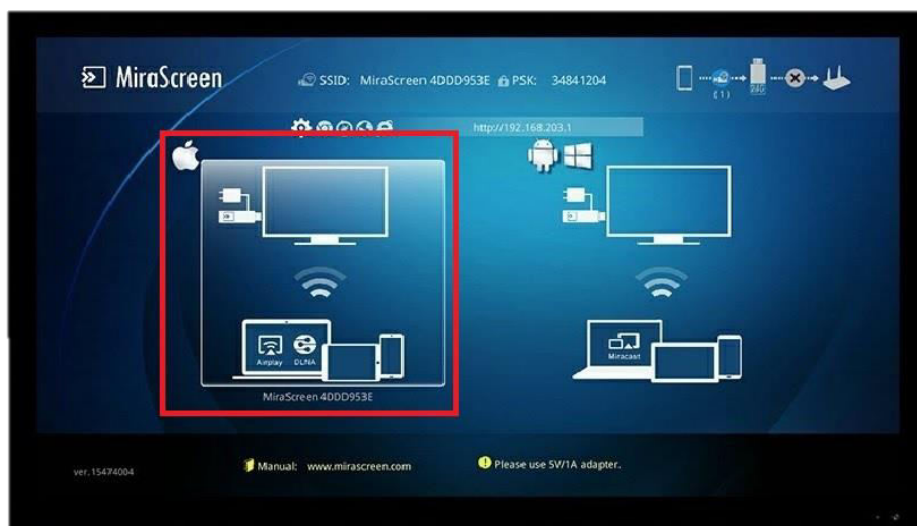 MiraScreen
SSID: MiraScreen 4DDD953E PSK: 34841204
(1)
http://192.168.203.1
Airplay DLNA
Miracast
MiraScreen 4DDD953E
ver.15474004
Manual: www.mirascreen.com
Please use 5V/1A adapter..